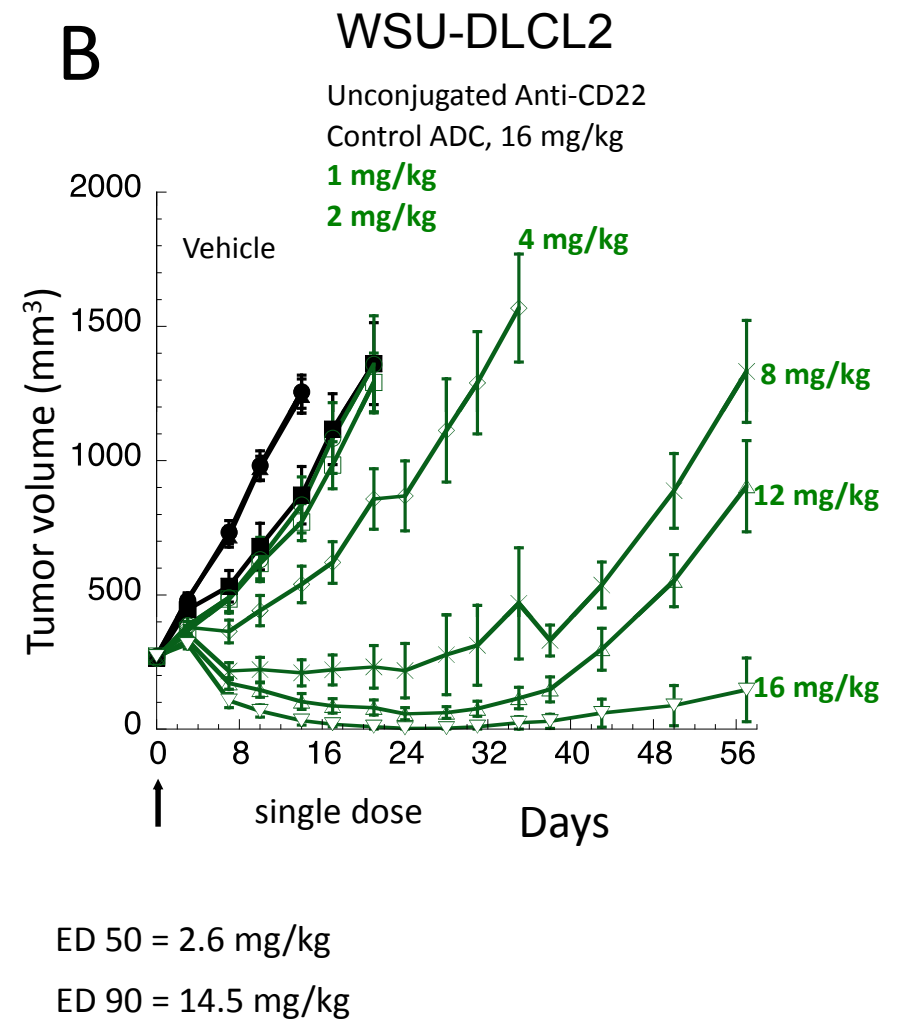 B
WSU-DLCL2
Unconjugated Anti-CD22
Control ADC, 16 mg/kg
1 mg/kg
2 mg/kg
Vehicle
4 mg/kg
8 mg/kg
12 mg/kg
16 mg/kg
Tumor volume (mm³)
2000
1500
1000
500
0
0 8 16 24 32 40 48 56
single dose
Days
ED 50 = 2.6 mg/kg
ED 90 = 14.5 mg/kg